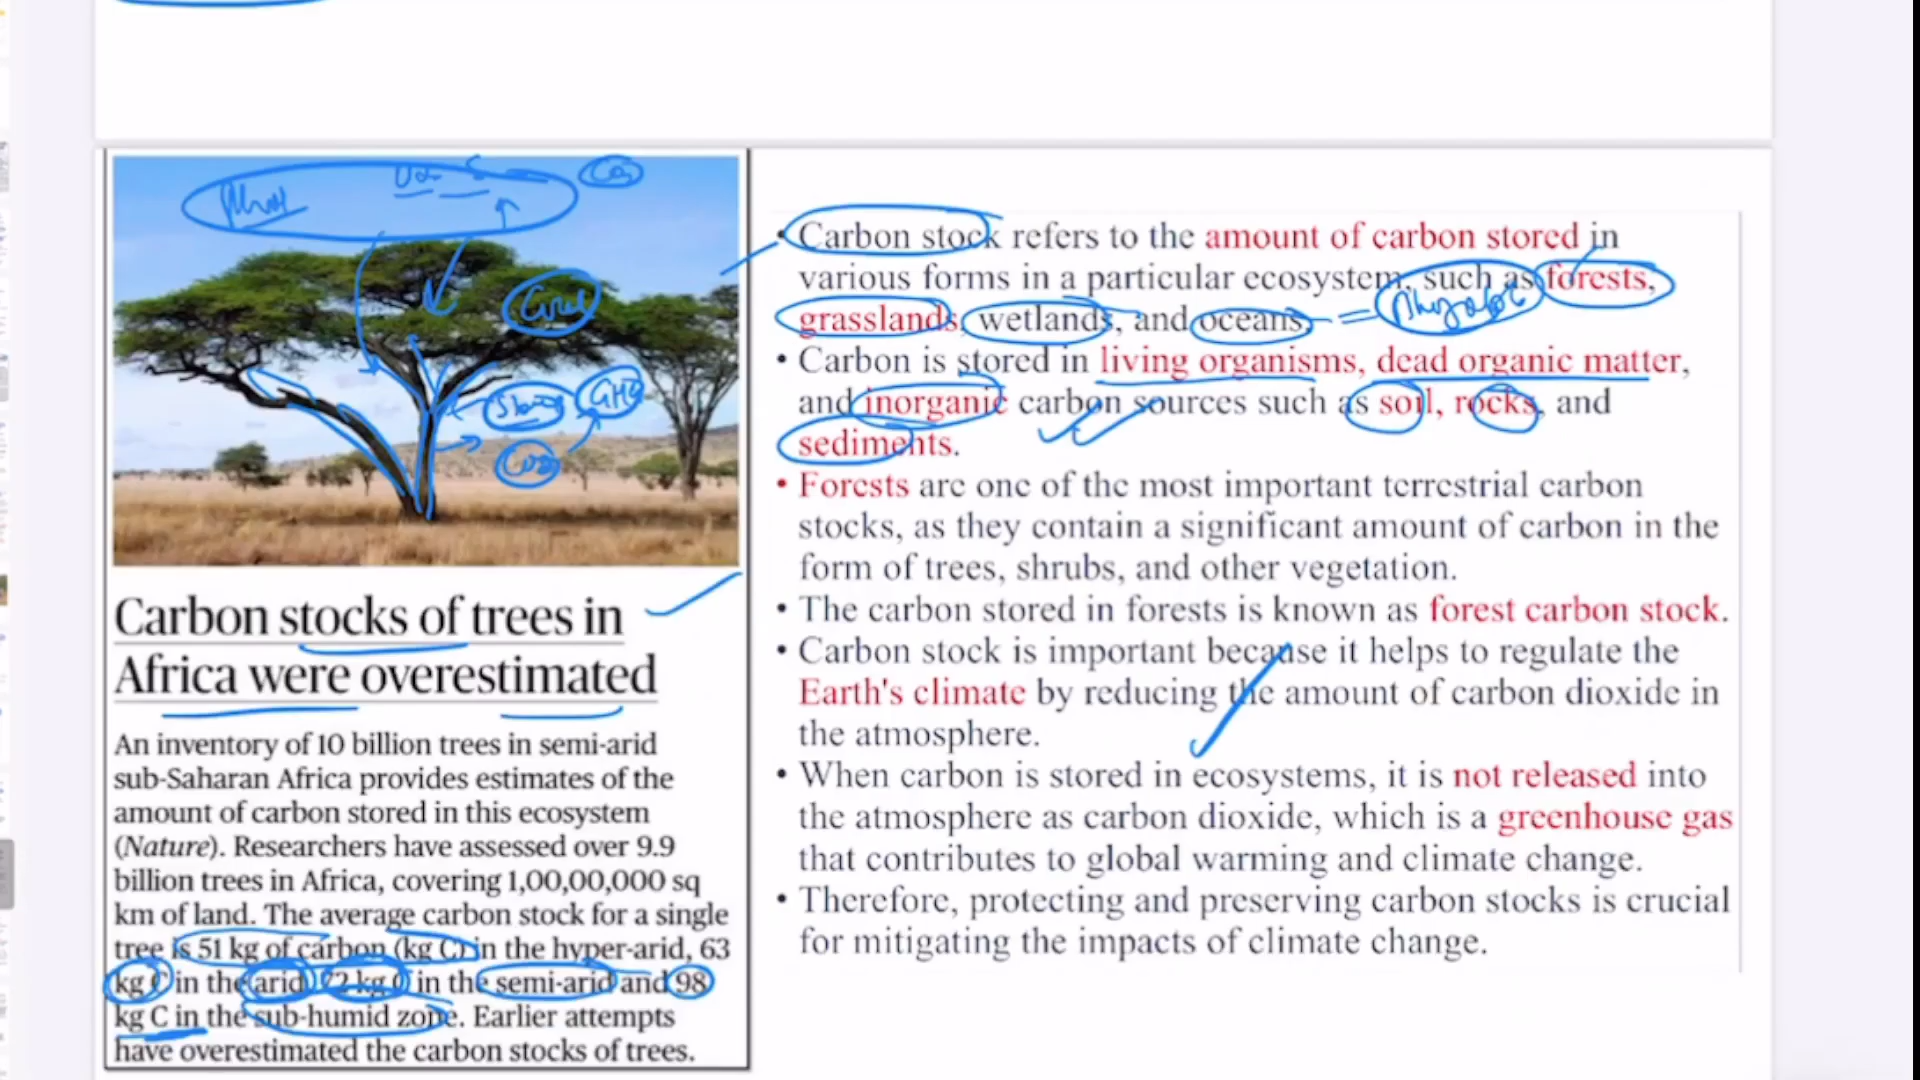 Carbon stocks of trees in
Africa were overestimated
An inventory of 10 billion trees in semi-arid
sub-Saharan Africa provides estimates of the
amount of carbon stored in this ecosystem
(Nature). Researchers have assessed over 9.9
billion trees in Africa, covering 1,00,00,000 sq
km of land. The average carbon stock for a single
tree is 51 kg of carbon (kg C) in the hyper-arid, 63
kg C in the arid, 72 kg C in the semi-arid and 98
kg C in the sub-humid zone. Earlier attempts
have overestimated the carbon stocks of trees.
• Carbon stock refers to the amount of carbon stored in
various forms in a particular ecosystem, such as forests,
grasslands, wetlands, and oceans.
• Carbon is stored in living organisms, dead organic matter,
and inorganic carbon sources such as soil, rocks, and
sediments.
• Forests are one of the most important terrestrial carbon
stocks, as they contain a significant amount of carbon in the
form of trees, shrubs, and other vegetation.
• The carbon stored in forests is known as forest carbon stock.
• Carbon stock is important because it helps to regulate the
Earth's climate by reducing the amount of carbon dioxide in
the atmosphere.
• When carbon is stored in ecosystems, it is not released into
the atmosphere as carbon dioxide, which is a greenhouse gas
that contributes to global warming and climate change.
• Therefore, protecting and preserving carbon stocks is crucial
for mitigating the impacts of climate change.
GHG